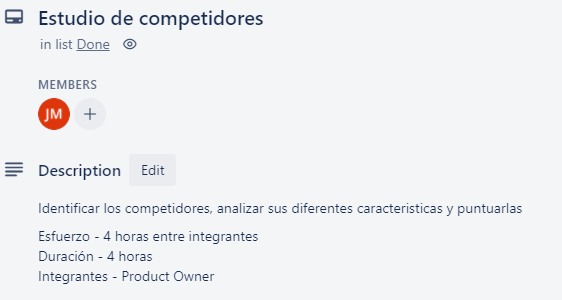 Estudio de competidores
in list Done
MEMBERS
JM
Description Edit
Identificar los competidores, analizar sus diferentes caracteristicas y puntuarlas
Esfuerzo - 4 horas entre integrantes
Duración - 4 horas
Integrantes - Product Owner